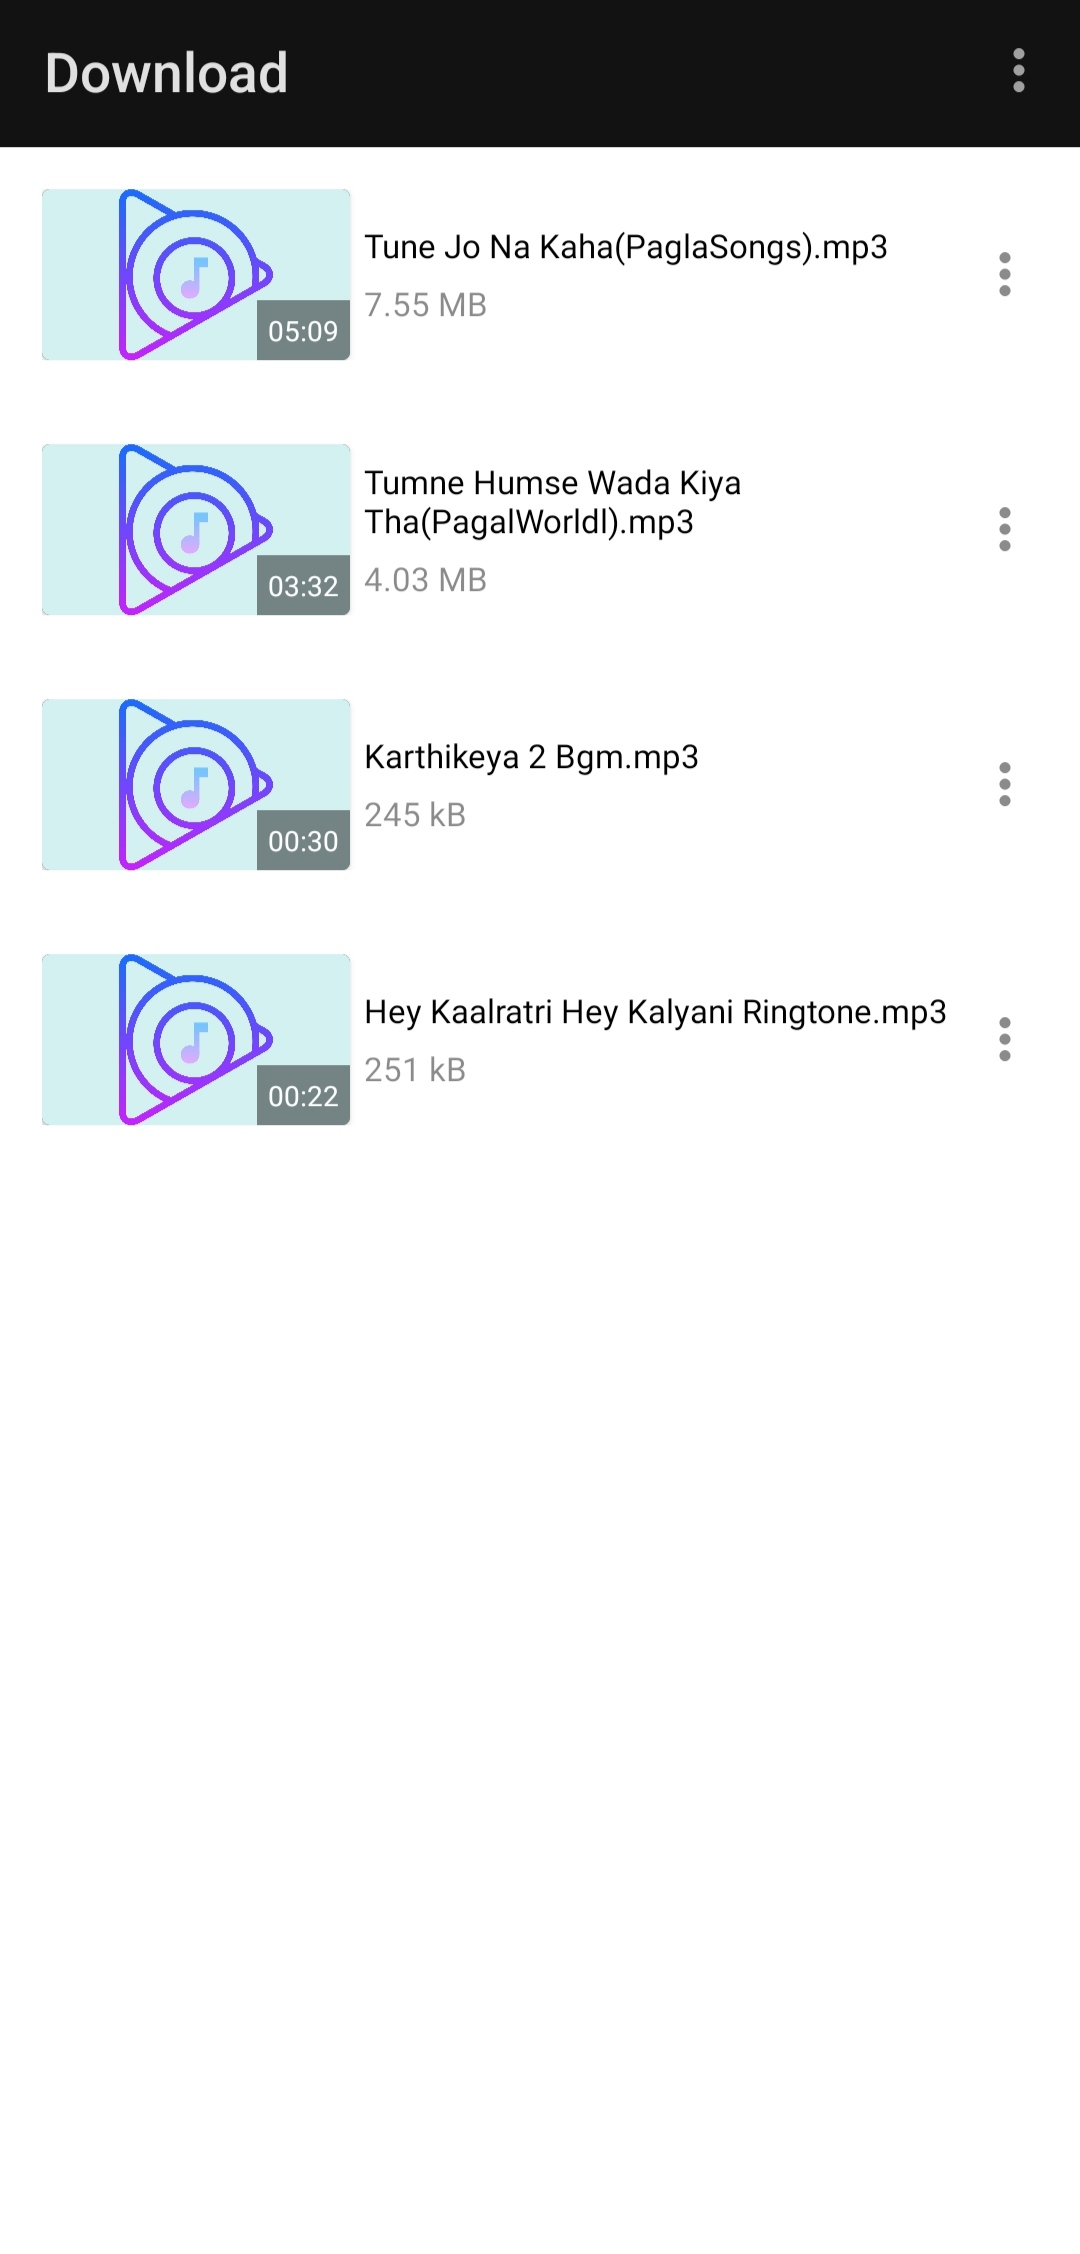 Download
Tune Jo Na Kaha(PaglaSongs).mp3
7.55 MB
05:09
Tumne Humse Wada Kiya
Tha(PagalWorldl).mp3
4.03 MB
03:32
Karthikeya 2 Bgm.mp3
245 kB
00:30
Hey Kaalratri Hey Kalyani Ringtone.mp3
251 kB
00:22